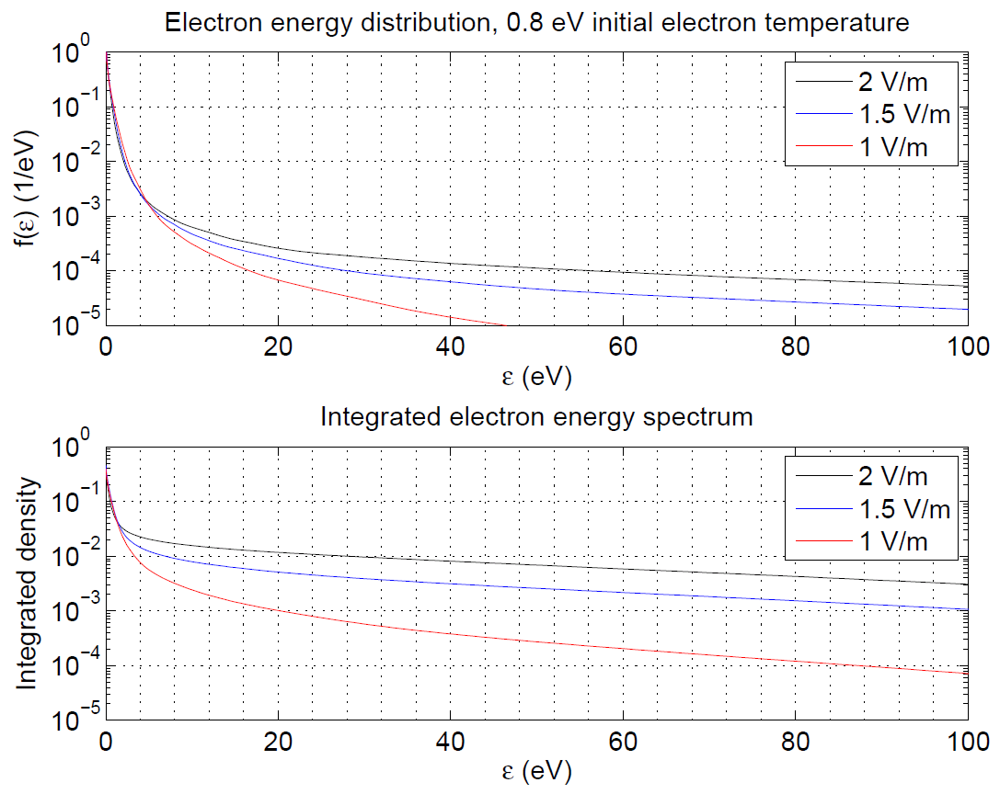 Electron energy distribution, 0.8 eV initial electron temperature
10^0
10^−1
10^−2
10^−3
10^−4
10^−5
f(ε) (1/eV)
2 V/m
1.5 V/m
1 V/m
0 20 40 60 80 100
ε (eV)
Integrated electron energy spectrum
10^0
10^−1
10^−2
10^−3
10^−4
10^−5
Integrated density
2 V/m
1.5 V/m
1 V/m
0 20 40 60 80 100
ε (eV)